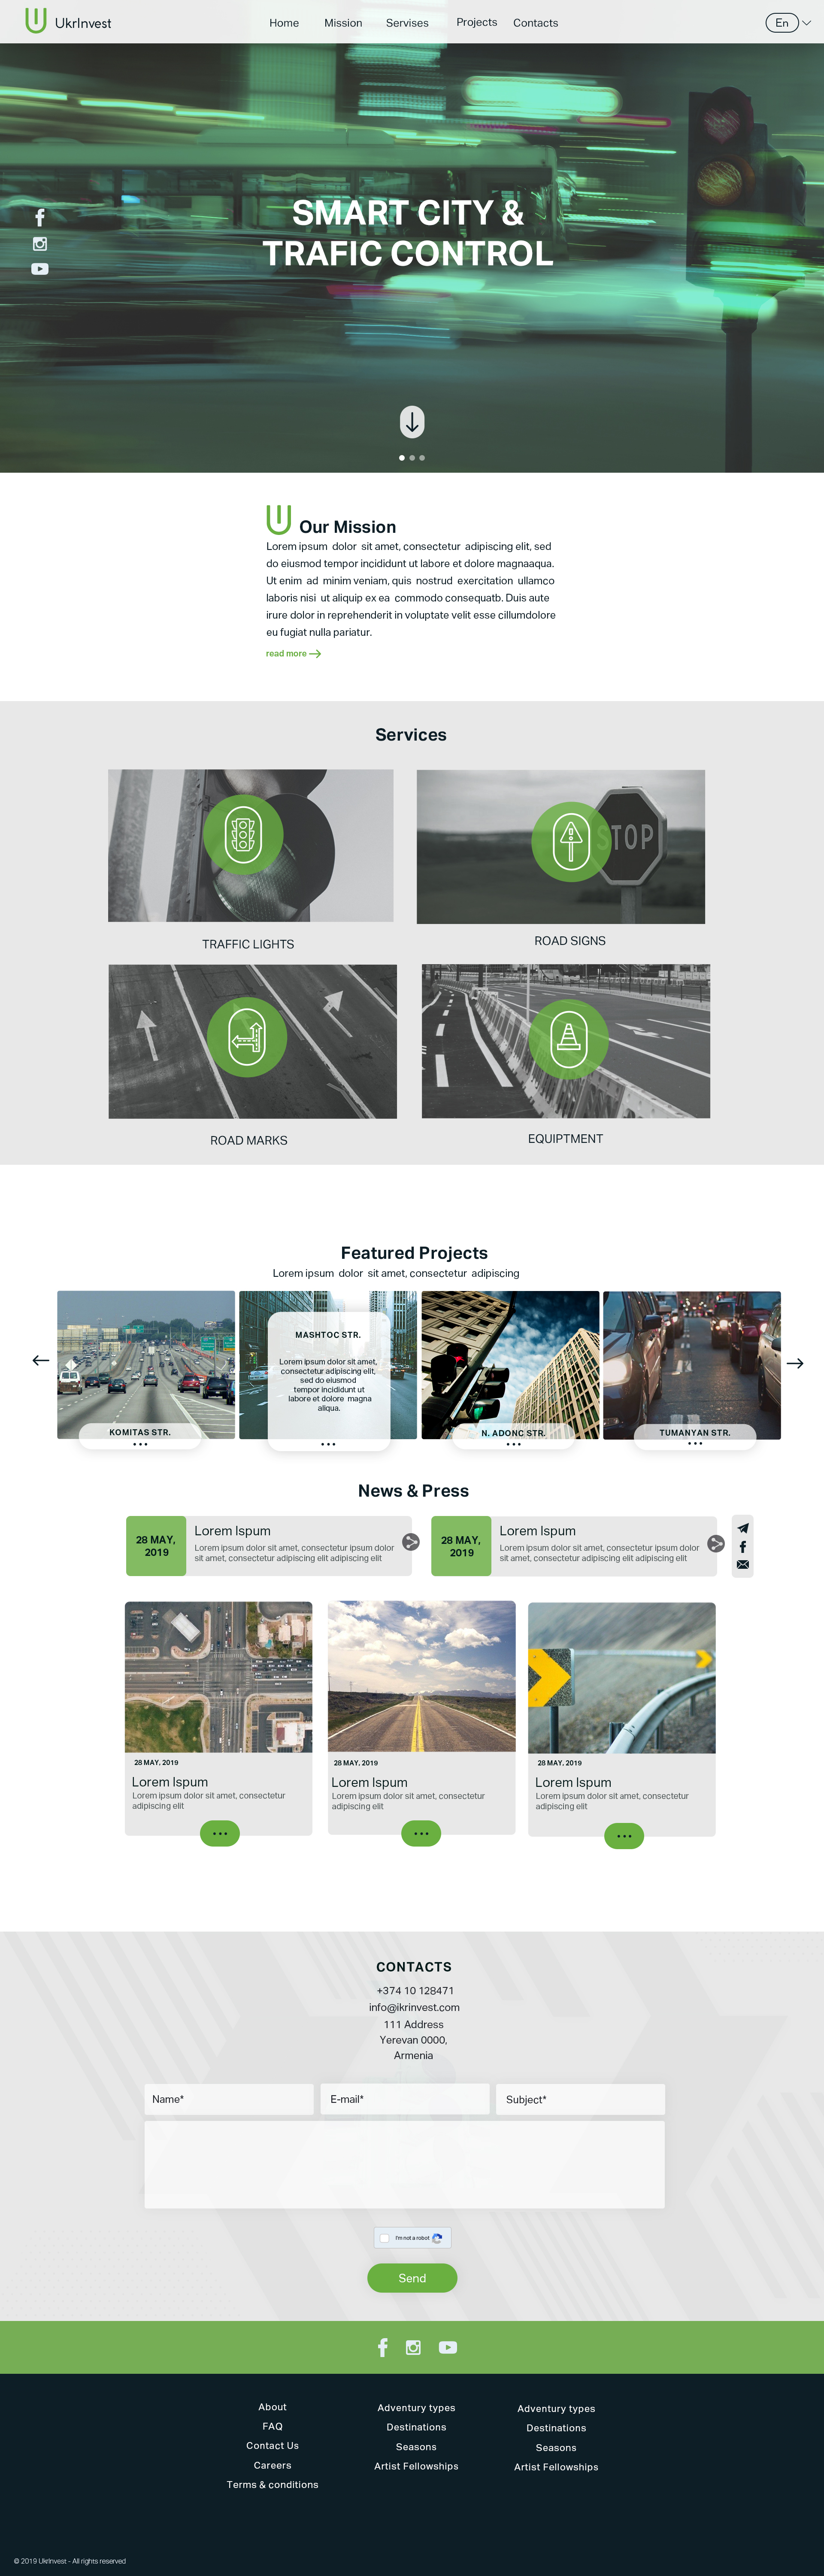 UkrInvest
Home Mission Servises Projects Contacts
En
SMART CITY &
TRAFIC CONTROL
Our Mission
Lorem ipsum dolor sit amet, consectetur adipiscing elit, sed
do eiusmod tempor incididunt ut labore et dolore magnaaqua.
Ut enim ad minim veniam, quis nostrud exercitation ullamco
laboris nisi ut aliquip ex ea commodo consequatb. Duis aute
irure dolor in reprehenderit in voluptate velit esse cillumdolore
eu fugiat nulla pariatur.
read more
Services
STOP
TRAFFIC LIGHTS
ROAD SIGNS
ROAD MARKS
EQUIPTMENT
Featured Projects
Lorem ipsum dolor sit amet, consectetur adipiscing
KOMITAS STR.
MASHTOC STR.
Lorem ipsum dolor sit amet,
consectetur adipiscing elit,
sed do eiusmod
tempor incididunt ut
labore et dolore magna
aliqua.
N. ADONC STR.
TUMANYAN STR.
News & Press
28 MAY,
2019
Lorem Ispum
Lorem ipsum dolor sit amet, consectetur ipsum dolor
sit amet, consectetur adipiscing elit adipiscing elit
28 MAY,
2019
Lorem Ispum
Lorem ipsum dolor sit amet, consectetur ipsum dolor
sit amet, consectetur adipiscing elit adipiscing elit
28 MAY, 2019
Lorem Ispum
Lorem ipsum dolor sit amet, consectetur
adipiscing elit
28 MAY, 2019
Lorem Ispum
Lorem ipsum dolor sit amet, consectetur
adipiscing elit
28 MAY, 2019
Lorem Ispum
Lorem ipsum dolor sit amet, consectetur
adipiscing elit
CONTACTS
+374 10 128471
info@ikrinvest.com
111 Address
Yerevan 0000,
Armenia
Name*
E-mail*
Subject*
I'm not a robot
Send
About
FAQ
Contact Us
Careers
Terms & conditions
Adventury types
Destinations
Seasons
Artist Fellowships
Adventury types
Destinations
Seasons
Artist Fellowships
© 2019 UkrInvest - All rights reserved